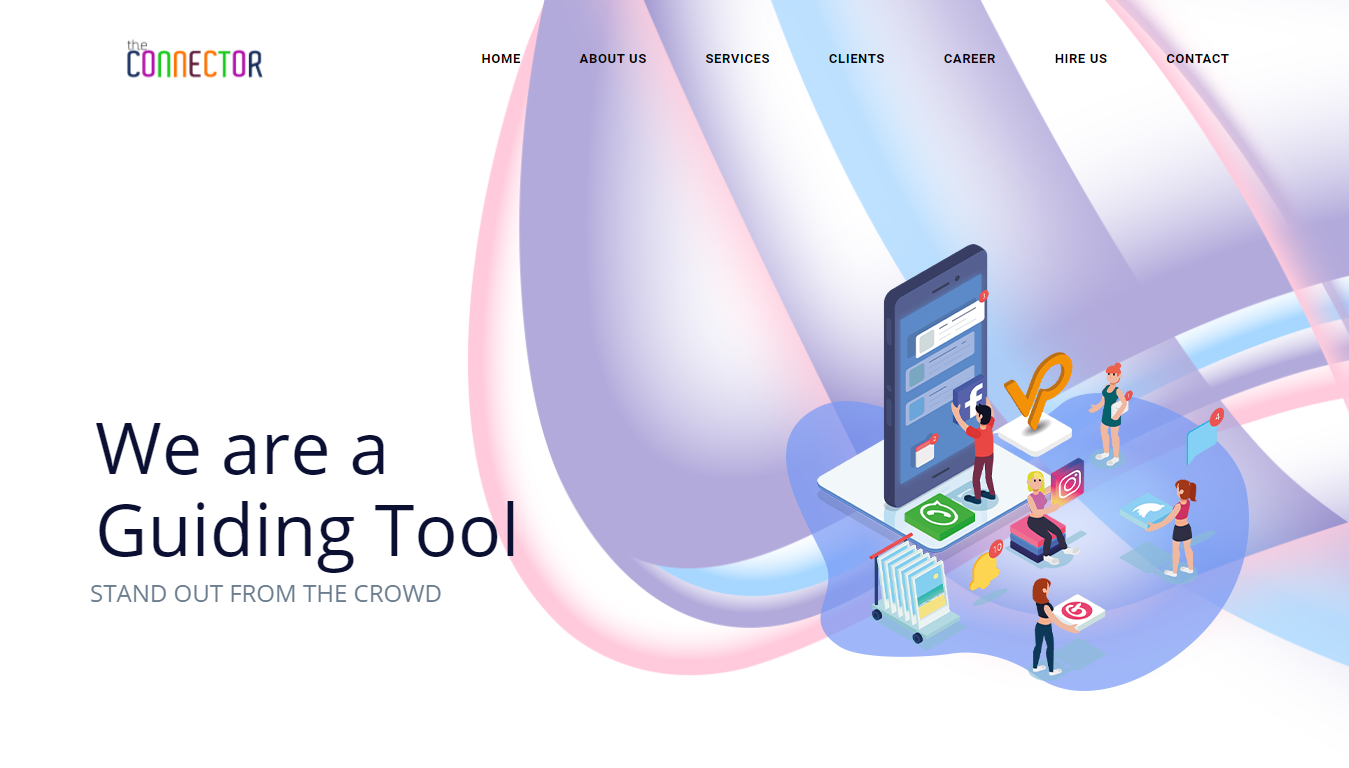 the
CONNECTOR
HOME ABOUT US SERVICES CLIENTS CAREER HIRE US CONTACT
We are a
Guiding Tool
STAND OUT FROM THE CROWD
f
10